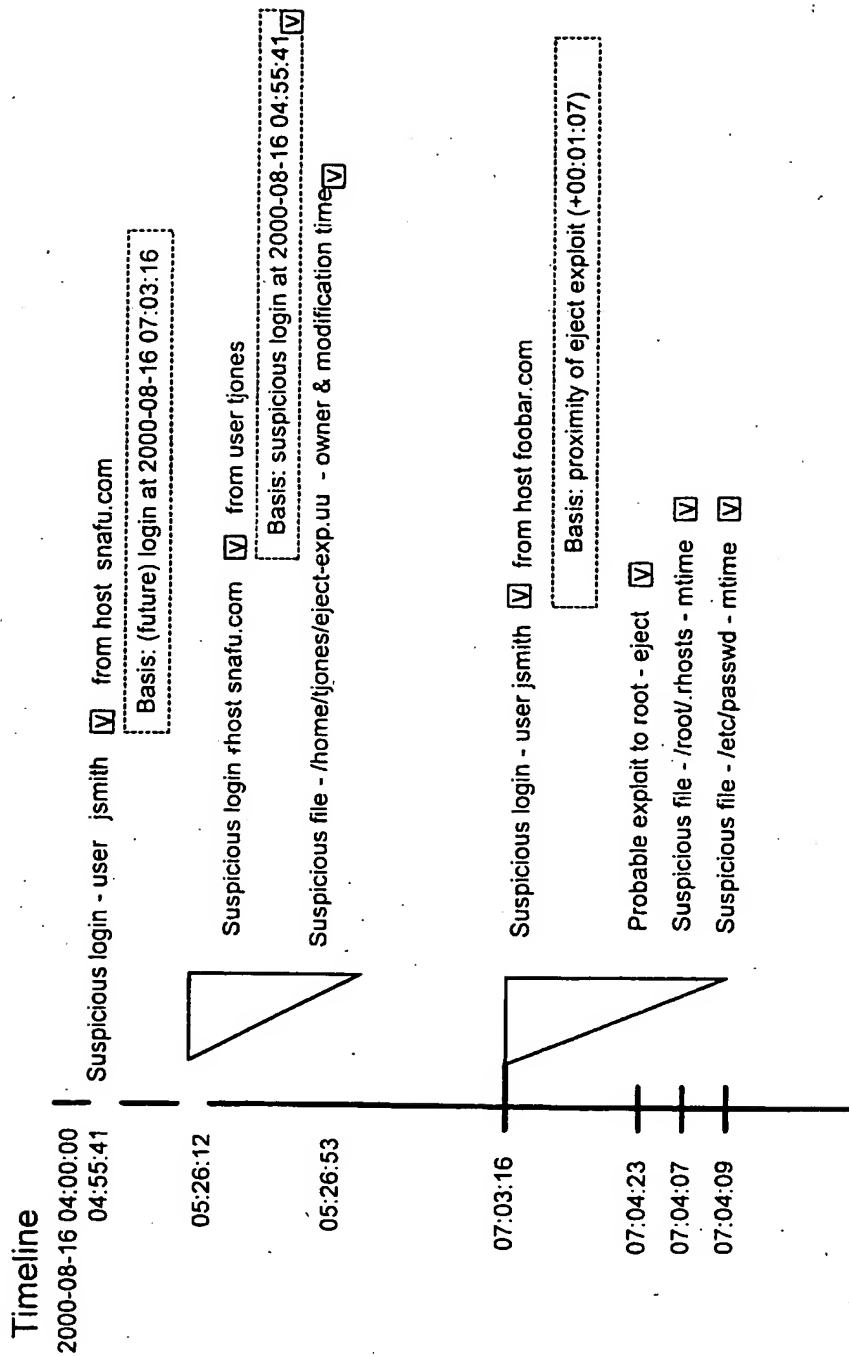 Timeline
2000-08-16 04:00:00
04:55:41
Suspicious login - user jsmith V from host snafu.com
Basis: (future) login at 2000-08-16 07:03:16
05:26:12
Suspicious login rhost snafu.com V from user tjones
Basis: suspicious login at 2000-08-16 04:55:41 V
05:26:53
Suspicious file - /home/tjones/eject-exp.uu - owner & modification time V
07:03:16
Suspicious login - user jsmith V from host foobar.com
Basis: proximity of eject exploit (+00:01:07)
07:04:23
Probable exploit to root - eject V
07:04:07
Suspicious file - /root/.rhosts - mtime V
07:04:09
Suspicious file - /etc/passwd - mtime V